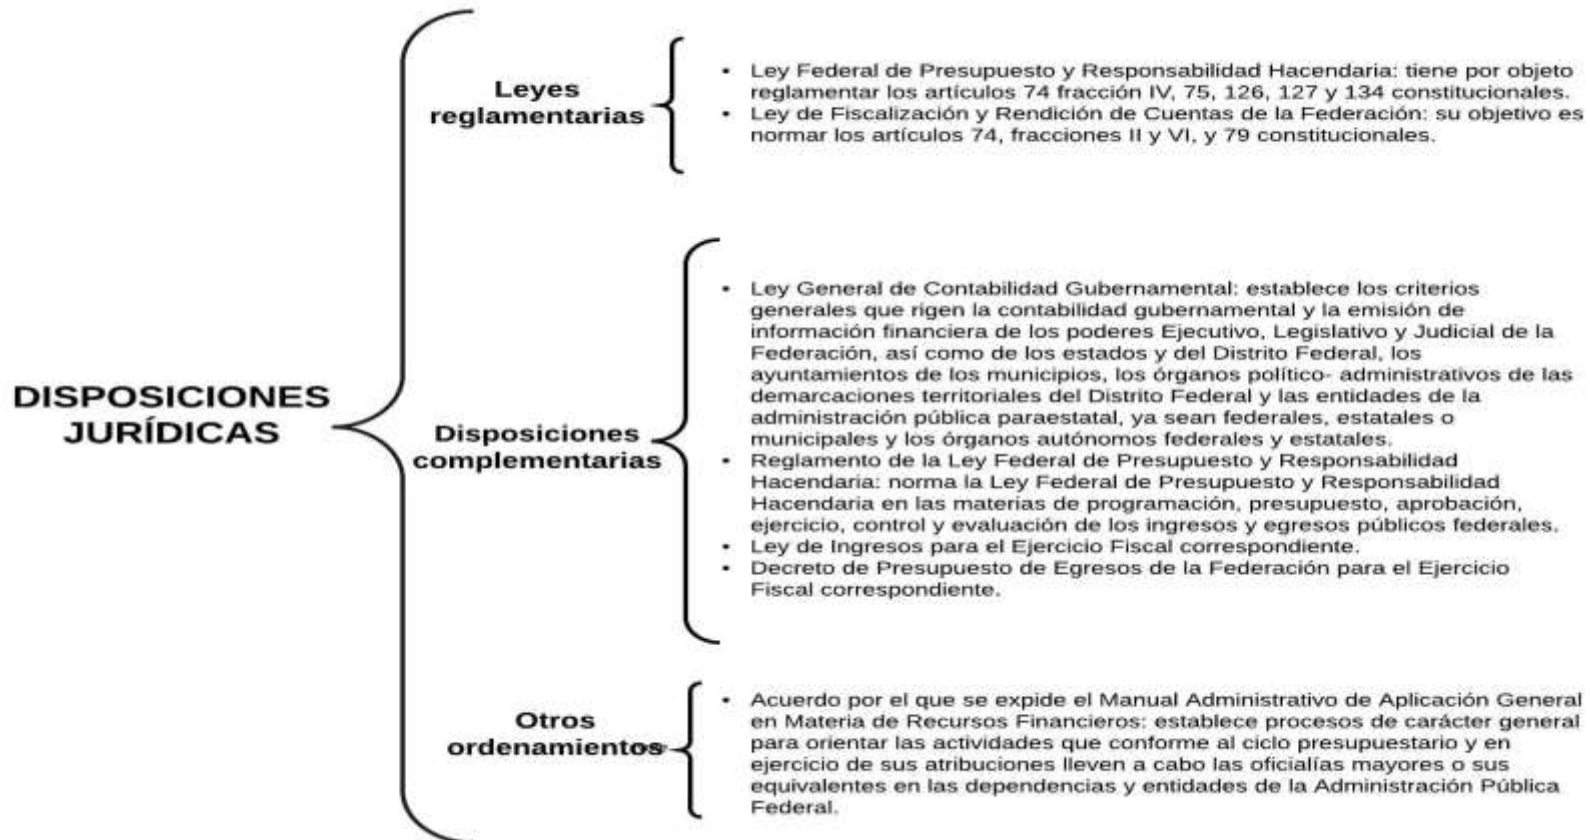 DISPOSICIONES
JURÍDICAS
Leyes
reglamentarias
• Ley Federal de Presupuesto y Responsabilidad Hacendaria: tiene por objeto
reglamentar los artículos 74 fracción IV, 75, 126, 127 y 134 constitucionales.
• Ley de Fiscalización y Rendición de Cuentas de la Federación: su objetivo es
normar los artículos 74, fracciones II y VI, y 79 constitucionales.
Disposiciones
complementarias
• Ley General de Contabilidad Gubernamental: establece los criterios
generales que rigen la contabilidad gubernamental y la emisión de
información financiera de los poderes Ejecutivo, Legislativo y Judicial de la
Federación, así como de los estados y del Distrito Federal, los
ayuntamientos de los municipios, los órganos político- administrativos de las
demarcaciones territoriales del Distrito Federal y las entidades de la
administración pública paraestatal, ya sean federales, estatales o
municipales y los órganos autónomos federales y estatales.
• Reglamento de la Ley Federal de Presupuesto y Responsabilidad
Hacendaria: norma la Ley Federal de Presupuesto y Responsabilidad
Hacendaria en las materias de programación, presupuesto, aprobación,
ejercicio, control y evaluación de los ingresos y egresos públicos federales.
• Ley de Ingresos para el Ejercicio Fiscal correspondiente.
• Decreto de Presupuesto de Egresos de la Federación para el Ejercicio
Fiscal correspondiente.
Otros
ordenamientos
• Acuerdo por el que se expide el Manual Administrativo de Aplicación General
en Materia de Recursos Financieros: establece procesos de carácter general
para orientar las actividades que conforme al ciclo presupuestario y en
ejercicio de sus atribuciones lleven a cabo las oficialías mayores o sus
equivalentes en las dependencias y entidades de la Administración Pública
Federal.